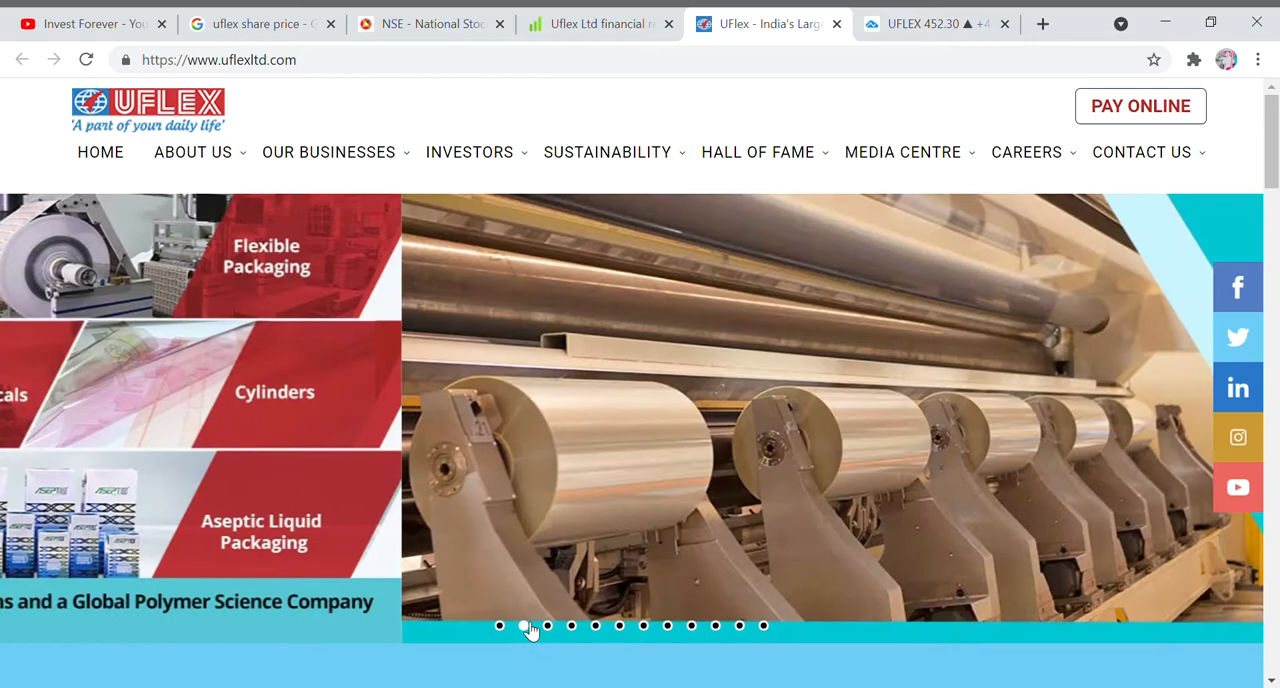 Invest Forever - You
uflex share price - G
NSE - National Stoc
Uflex Ltd financial r
UFlex - India's Larg
UFLEX 452.30 ▲ +4
https://www.uflexltd.com
UFLEX
'A part of your daily life'
PAY ONLINE
HOME
ABOUT US
OUR BUSINESSES
INVESTORS
SUSTAINABILITY
HALL OF FAME
MEDIA CENTRE
CAREERS
CONTACT US
Flexible
Packaging
cals
Cylinders
ASEPTO
ASEPTO
Aseptic Liquid
Packaging
ns and a Global Polymer Science Company